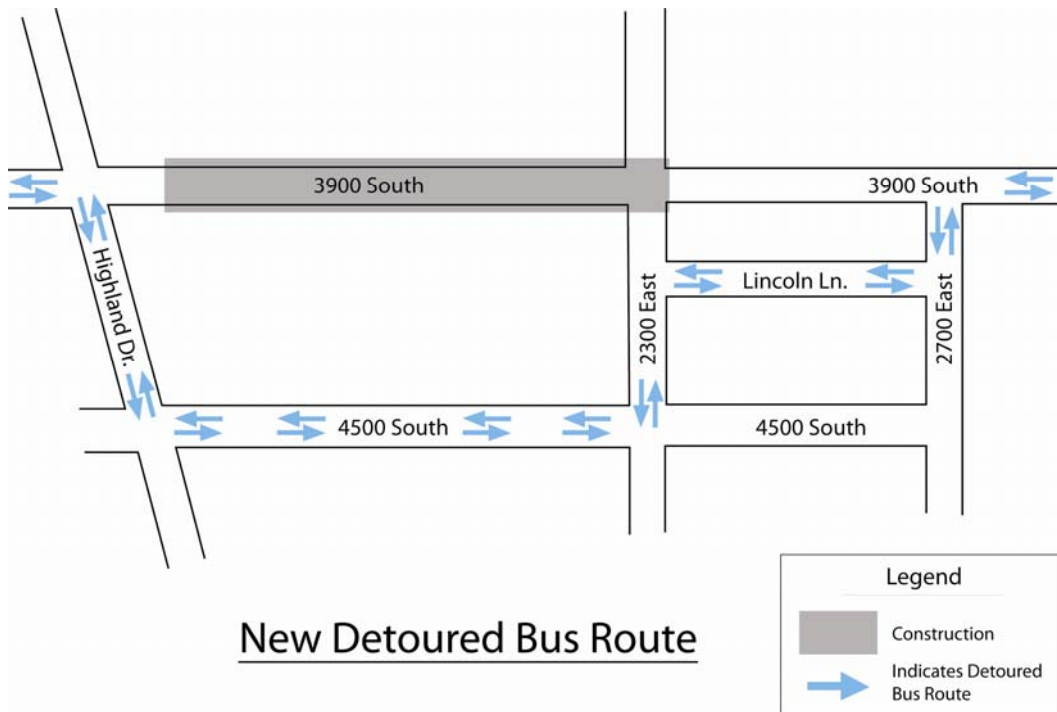 3900 South
3900 South
Highland Dr.
2300 East
Lincoln Ln.
2700 East
4500 South
4500 South
New Detoured Bus Route
Legend
Construction
Indicates Detoured
Bus Route